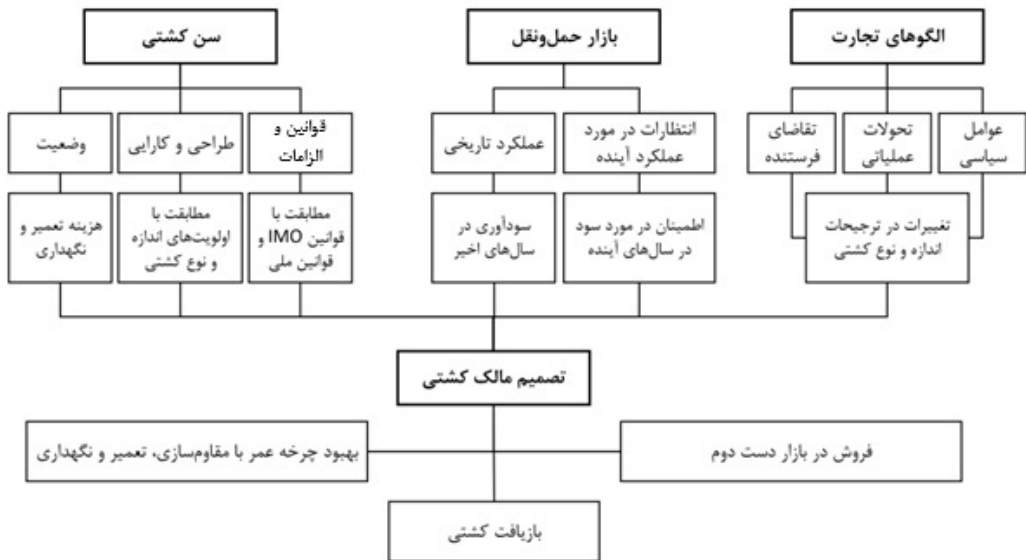 الگوهای تجارت
بازار حمل‌ونقل
سن کشتی
عوامل
سیاسی
تحولات
عملیاتی
تقاضای
فرستنده
انتظارات در مورد
عملکرد آینده
عملکرد تاریخی
قوانین و
الزامات
طراحی و کارایی
وضعیت
تغییرات در ترجیحات
اندازه و نوع کشتی
اطمینان در مورد سود
در سال‌های آینده
سودآوری در
سال‌های اخیر
مطابقت با
قوانین IMO و
قوانین ملی
مطابقت با
اولویت‌های اندازه
و نوع کشتی
هزینه تعمیر و
نگهداری
تصمیم مالک کشتی
فروش در بازار دست دوم
بهبود چرخه عمر با مقاوم‌سازی، تعمیر و نگهداری
بازیافت کشتی